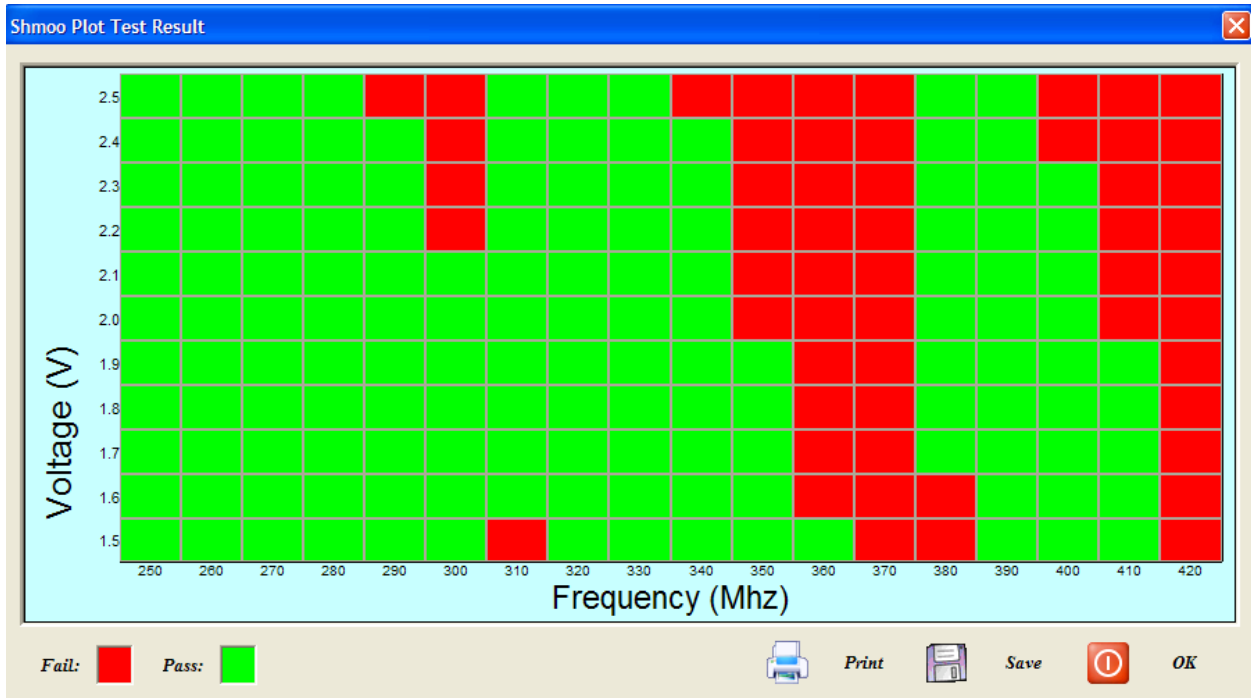 Shmoo Plot Test Result
2.5
2.4
2.3
2.2
2.1
2.0
1.9
1.8
1.7
1.6
1.5
Voltage (V)
250 260 270 280 290 300 310 320 330 340 350 360 370 380 390 400 410 420
Frequency (Mhz)
Fail: Pass: Print Save OK